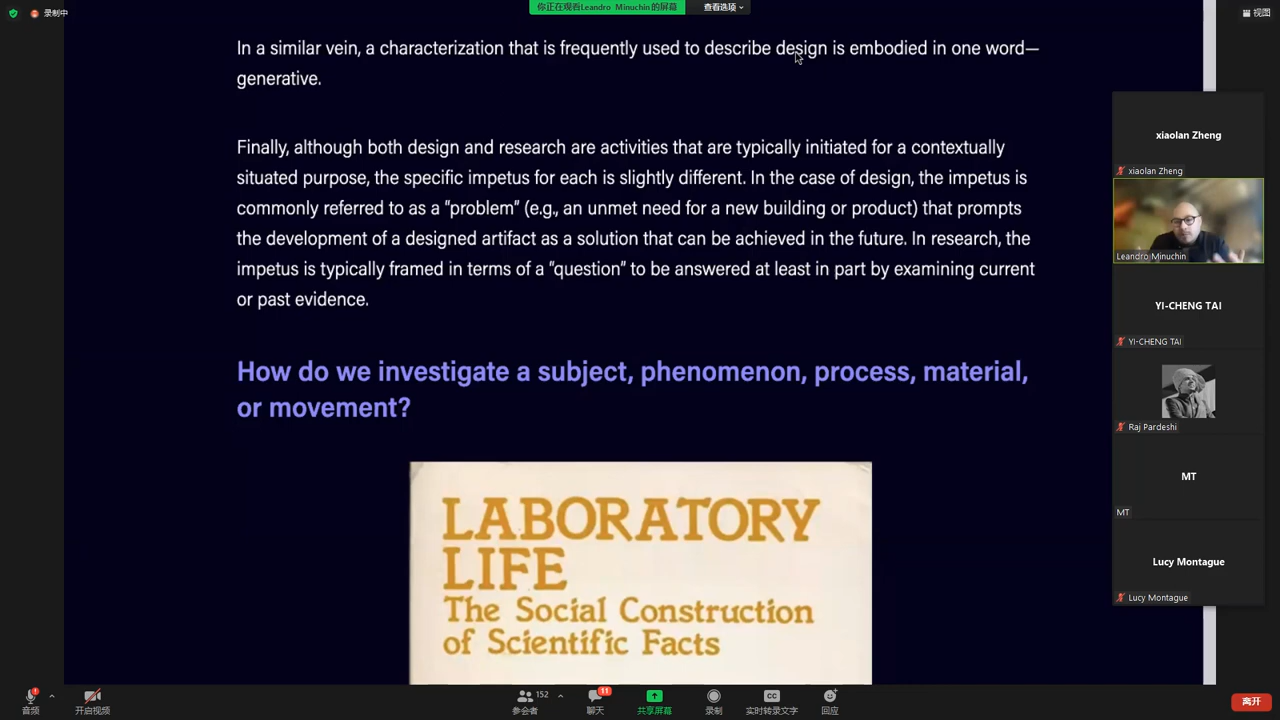 录制中
你正在观看Leandro Minuchin的屏幕
查看选项
视图
In a similar vein, a characterization that is frequently used to describe design is embodied in one word—
generative.
Finally, although both design and research are activities that are typically initiated for a contextually
situated purpose, the specific impetus for each is slightly different. In the case of design, the impetus is
commonly referred to as a "problem" (e.g., an unmet need for a new building or product) that prompts
the development of a designed artifact as a solution that can be achieved in the future. In research, the
impetus is typically framed in terms of a "question" to be answered at least in part by examining current
or past evidence.
How do we investigate a subject, phenomenon, process, material,
or movement?
LABORATORY
LIFE
The Social Construction
of Scientific Facts
xiaolan Zheng
xiaolan Zheng
Leandro Minuchin
YI-CHENG TAI
YI-CHENG TAI
Raj Pardeshi
MT
MT
Lucy Montague
Lucy Montague
音频
开启视频
152
参会者
11
聊天
共享屏幕
录制
CC
实时转录文字
回应
离开